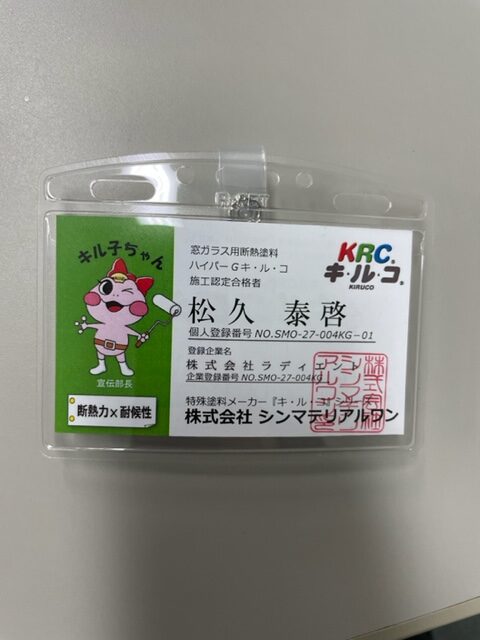 キル子ちゃん
宣伝部長
断熱力×耐候性
KRC®
キ・ル・コ®
KIRUCO
窓ガラス用断熱塗料
ハイパーGキ・ル・コ
施工認定合格者
松久 泰啓
個人登録番号 NO.SMO-27-004KG-01
登録企業名
株式会社ラディエント
企業登録番号 NO.SMO-27-004KG
特殊塗料メーカー『キ・ル・コ』シリーズ
株式会社 シンマテリアルワン